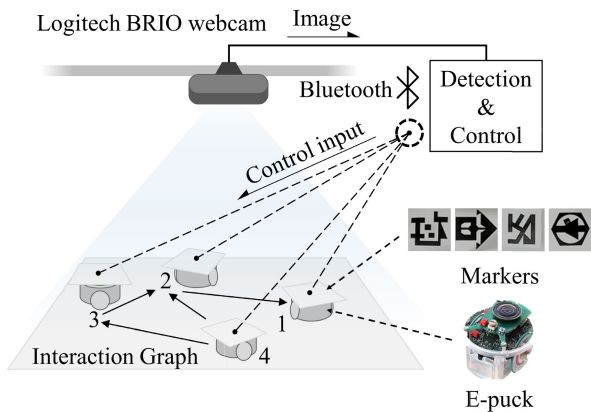 Logitech BRIO webcam
Image
Bluetooth
Detection
&
Control
Control input
Markers
2
3
1
4
Interaction Graph
E-puck